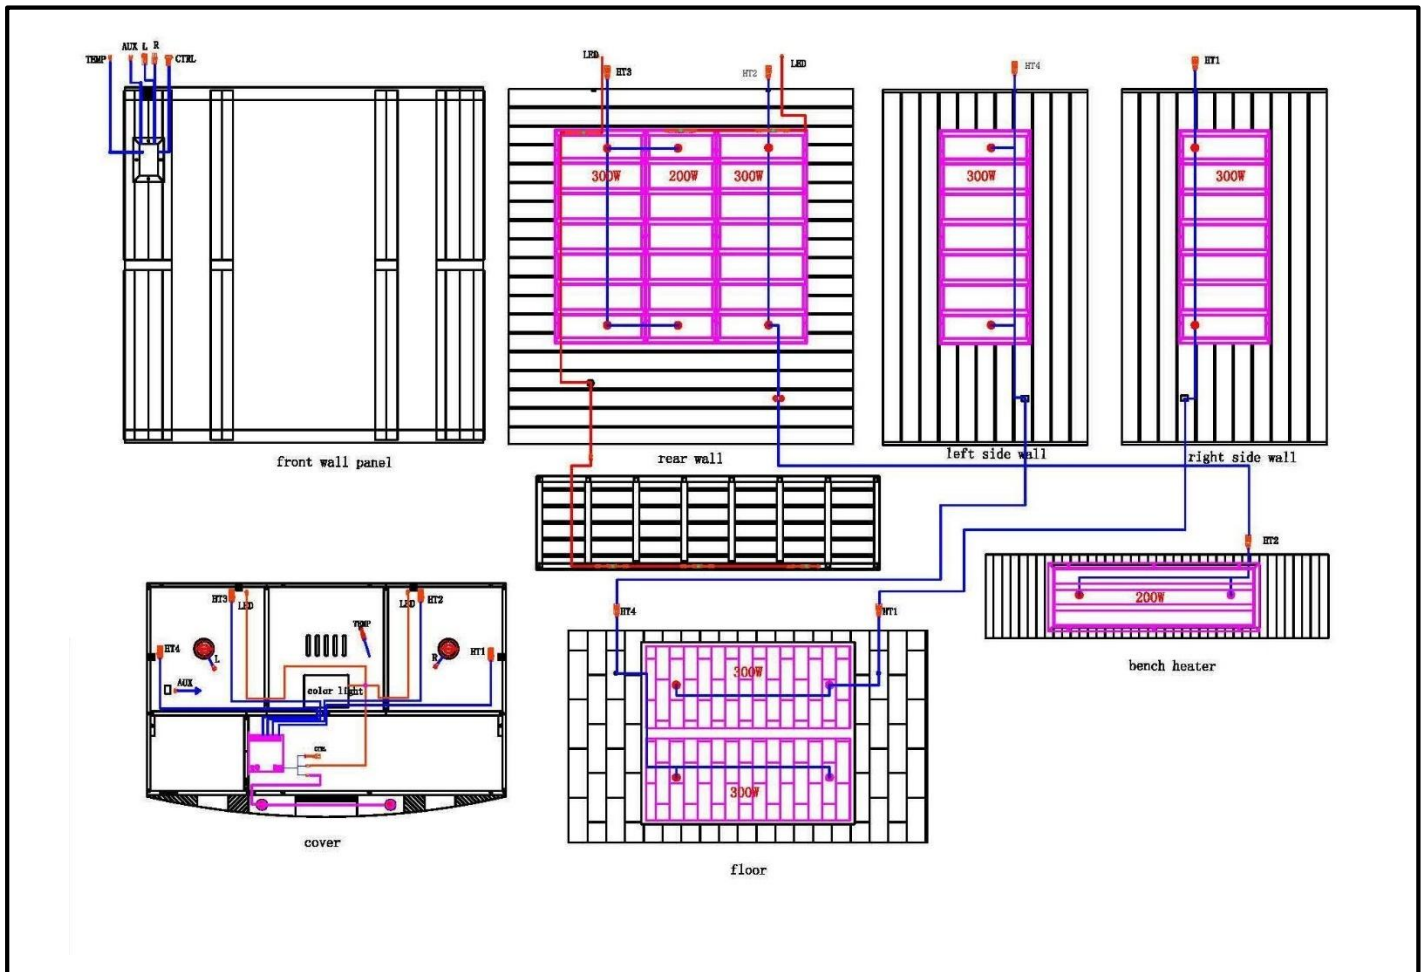 AUX L R
TEMP CTRL
LED
HT3
HT2
LED
HT4
HT1
300W 200W 300W
300W
300W
front wall panel
rear wall
left side wall
right side wall
HT2
200W
bench heater
HT3 LED
LED HT2
TEMP
HT4 L
R HT1
AUX
color light
CTRL
cover
HT4
HT1
300W
300W
floor